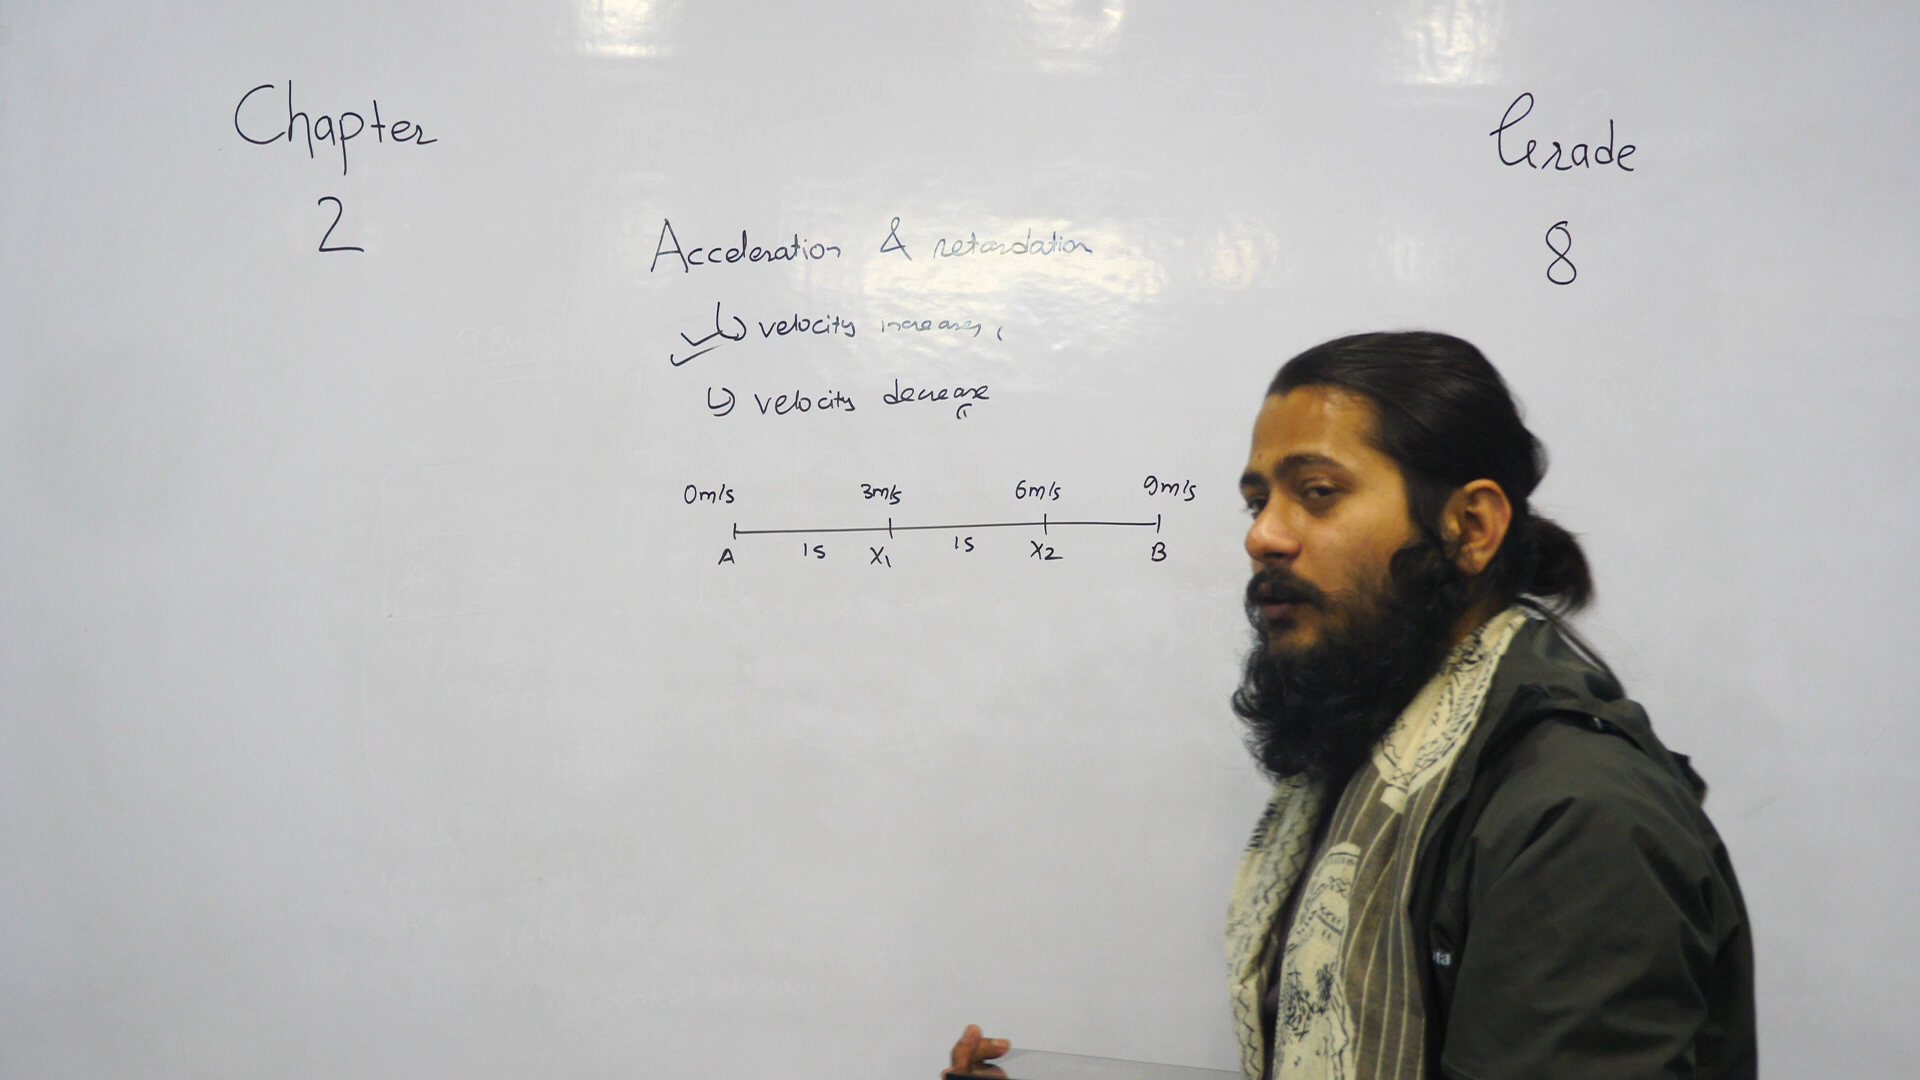 Chapter
2
Grade
8
Acceleration & retardation
velocity increases,
velocity decrease
0m/s 3m/s 6m/s 9m/s
A 1s X1 1s X2 B